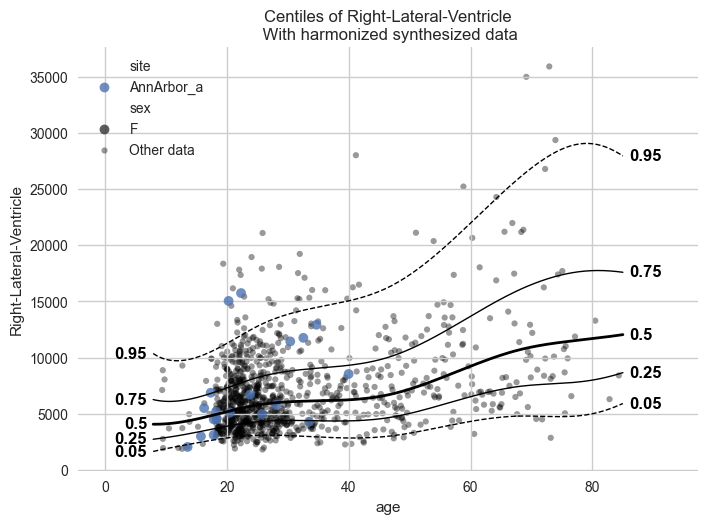 Centiles of Right-Lateral-Ventricle
With harmonized synthesized data
site
AnnArbor_a
sex
F
Other data
35000
30000
25000
20000
15000
10000
5000
0
Right-Lateral-Ventricle
0.95
0.75
0.5
0.25
0.05
0.95
0.75
0.5
0.25
0.05
0 20 40 60 80
age